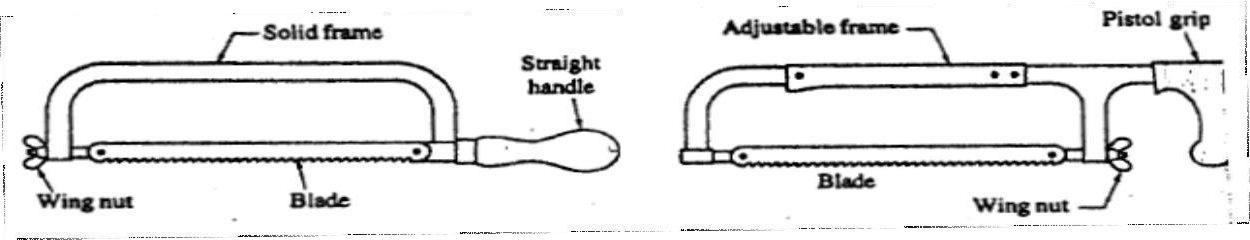 Solid frame
Straight
handle
Wing nut
Blade
Adjustable frame
Pistol grip
Blade
Wing nut